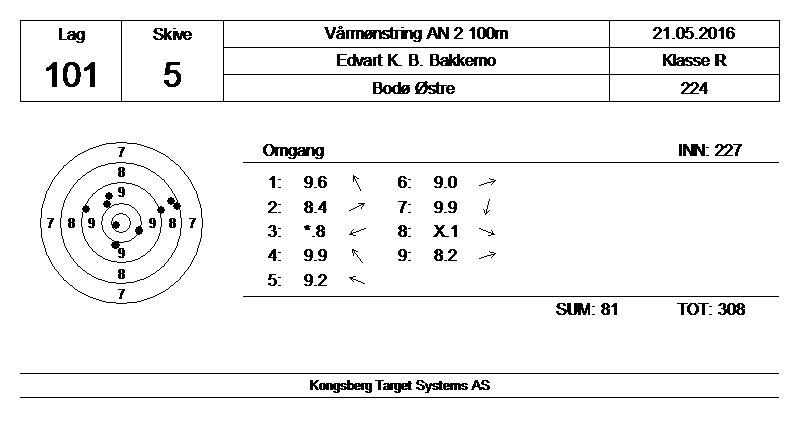 Lag Skive Vårmønstring AN 2 100m 21.05.2016
101 5 Edvart K. B. Bakkemo Klasse R
Bodø Østre 224
Omgang INN: 227
1: 9.6 6: 9.0
2: 8.4 7: 9.9
3: *.8 8: X.1
4: 9.9 9: 8.2
5: 9.2
7
8
9
7 8 9 9 8 7
9
8
7
SUM: 81 TOT: 308
Kongsberg Target Systems AS